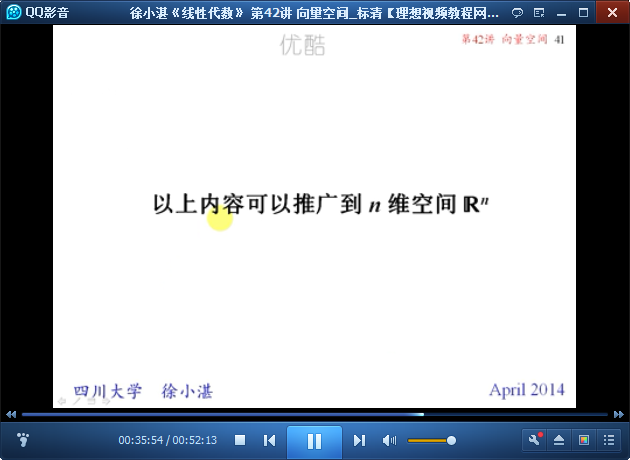 QQ影音
徐小湛《线性代数》 第42讲 向量空间_标清【理想视频教程网...
优酷
第42讲 向量空间 41
以上内容可以推广到 n 维空间 ℝⁿ
四川大学 徐小湛
April 2014
00:35:54 / 00:52:13